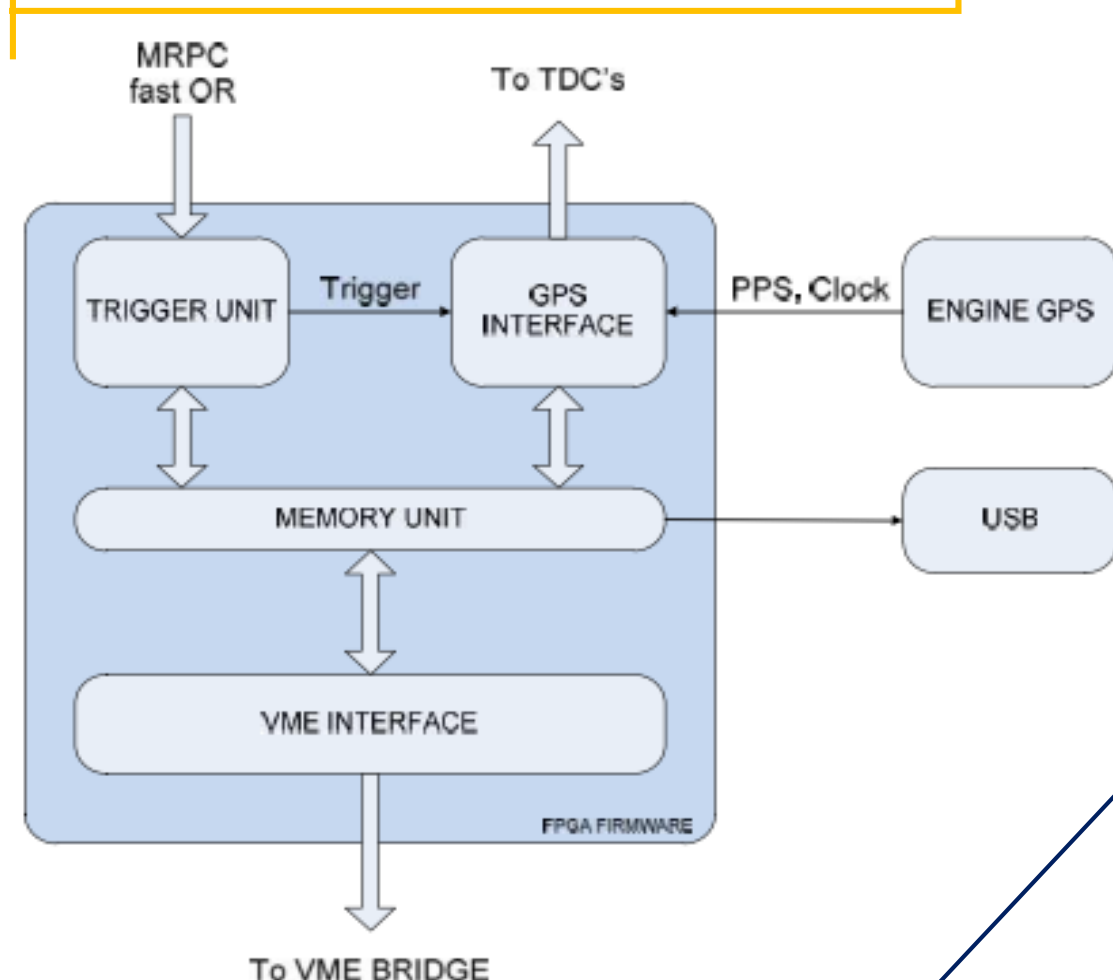 MRPC
fast OR
To TDC's
TRIGGER UNIT
Trigger
GPS
INTERFACE
PPS, Clock
ENGINE GPS
MEMORY UNIT
USB
VME INTERFACE
FPGA FIRMWARE
To VME BRIDGE